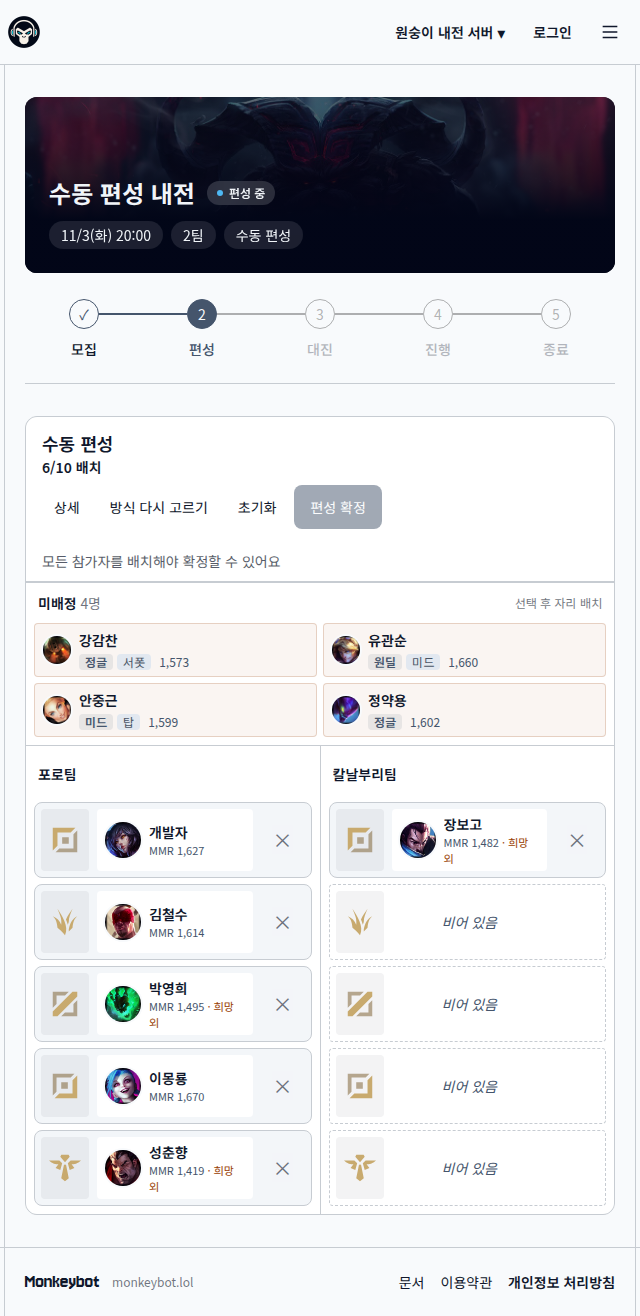 원숭이 내전 서버 ▾
로그인
수동 편성 내전
편성 중
11/3(화) 20:00
2팀
수동 편성
✓
2
3
4
5
모집
편성
대진
진행
종료
수동 편성
6/10 배치
상세
방식 다시 고르기
초기화
편성 확정
모든 참가자를 배치해야 확정할 수 있어요
미배정 4명
선택 후 자리 배치
강감찬
정글 서폿 1,573
유관순
원딜 미드 1,660
안중근
미드 탑 1,599
정약용
정글 1,602
포로팀
개발자
MMR 1,627
김철수
MMR 1,614
박영희
MMR 1,495 · 희망
외
이몽룡
MMR 1,670
성춘향
MMR 1,419 · 희망
외
칼날부리팀
장보고
MMR 1,482 · 희망
외
비어 있음
비어 있음
비어 있음
비어 있음
Monkeybot
monkeybot.lol
문서
이용약관
개인정보 처리방침